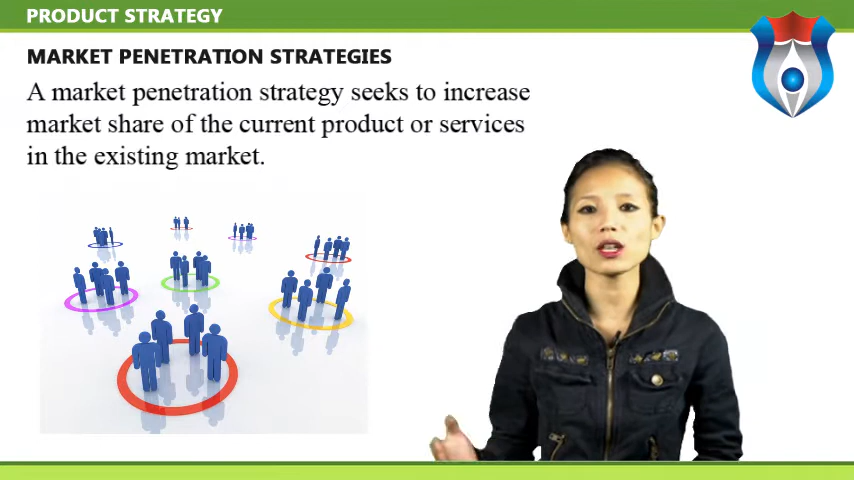 PRODUCT STRATEGY
MARKET PENETRATION STRATEGIES
A market penetration strategy seeks to increase
market share of the current product or services
in the existing market.